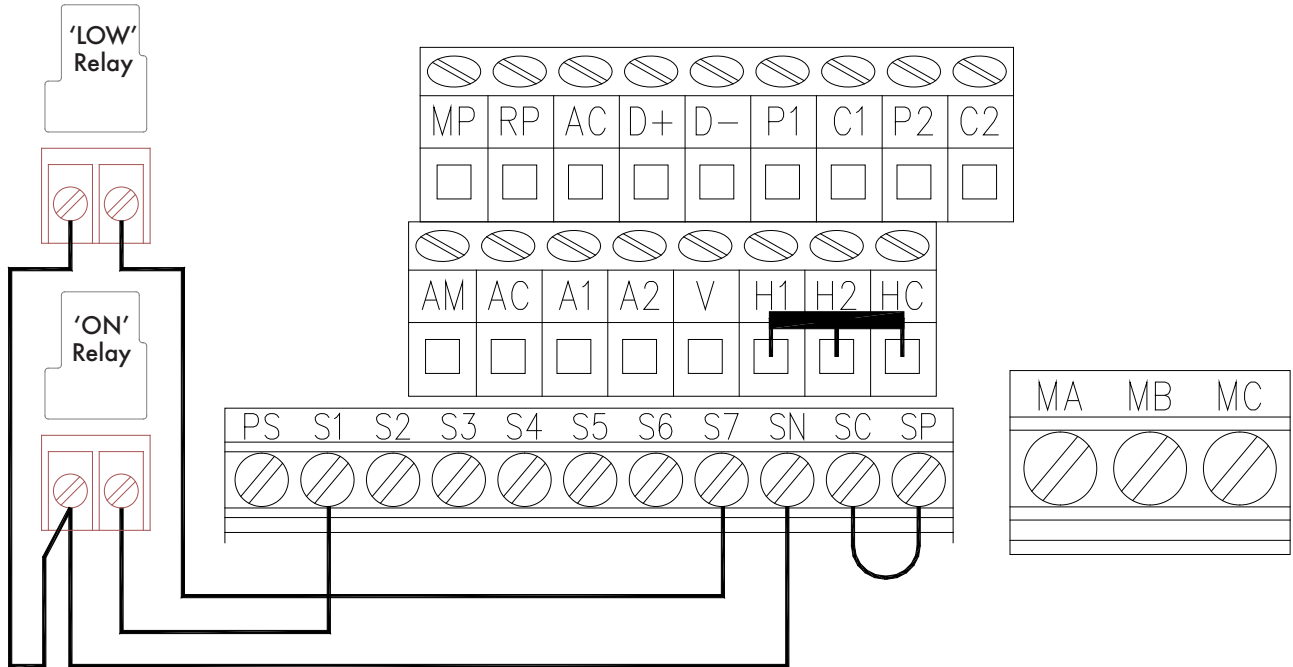 ‘LOW’
Relay
MP RP AC D+ D- P1 C1 P2 C2
AM AC A1 A2 V H1 H2 HC
‘ON’
Relay
PS S1 S2 S3 S4 S5 S6 S7 SN SC SP
MA MB MC